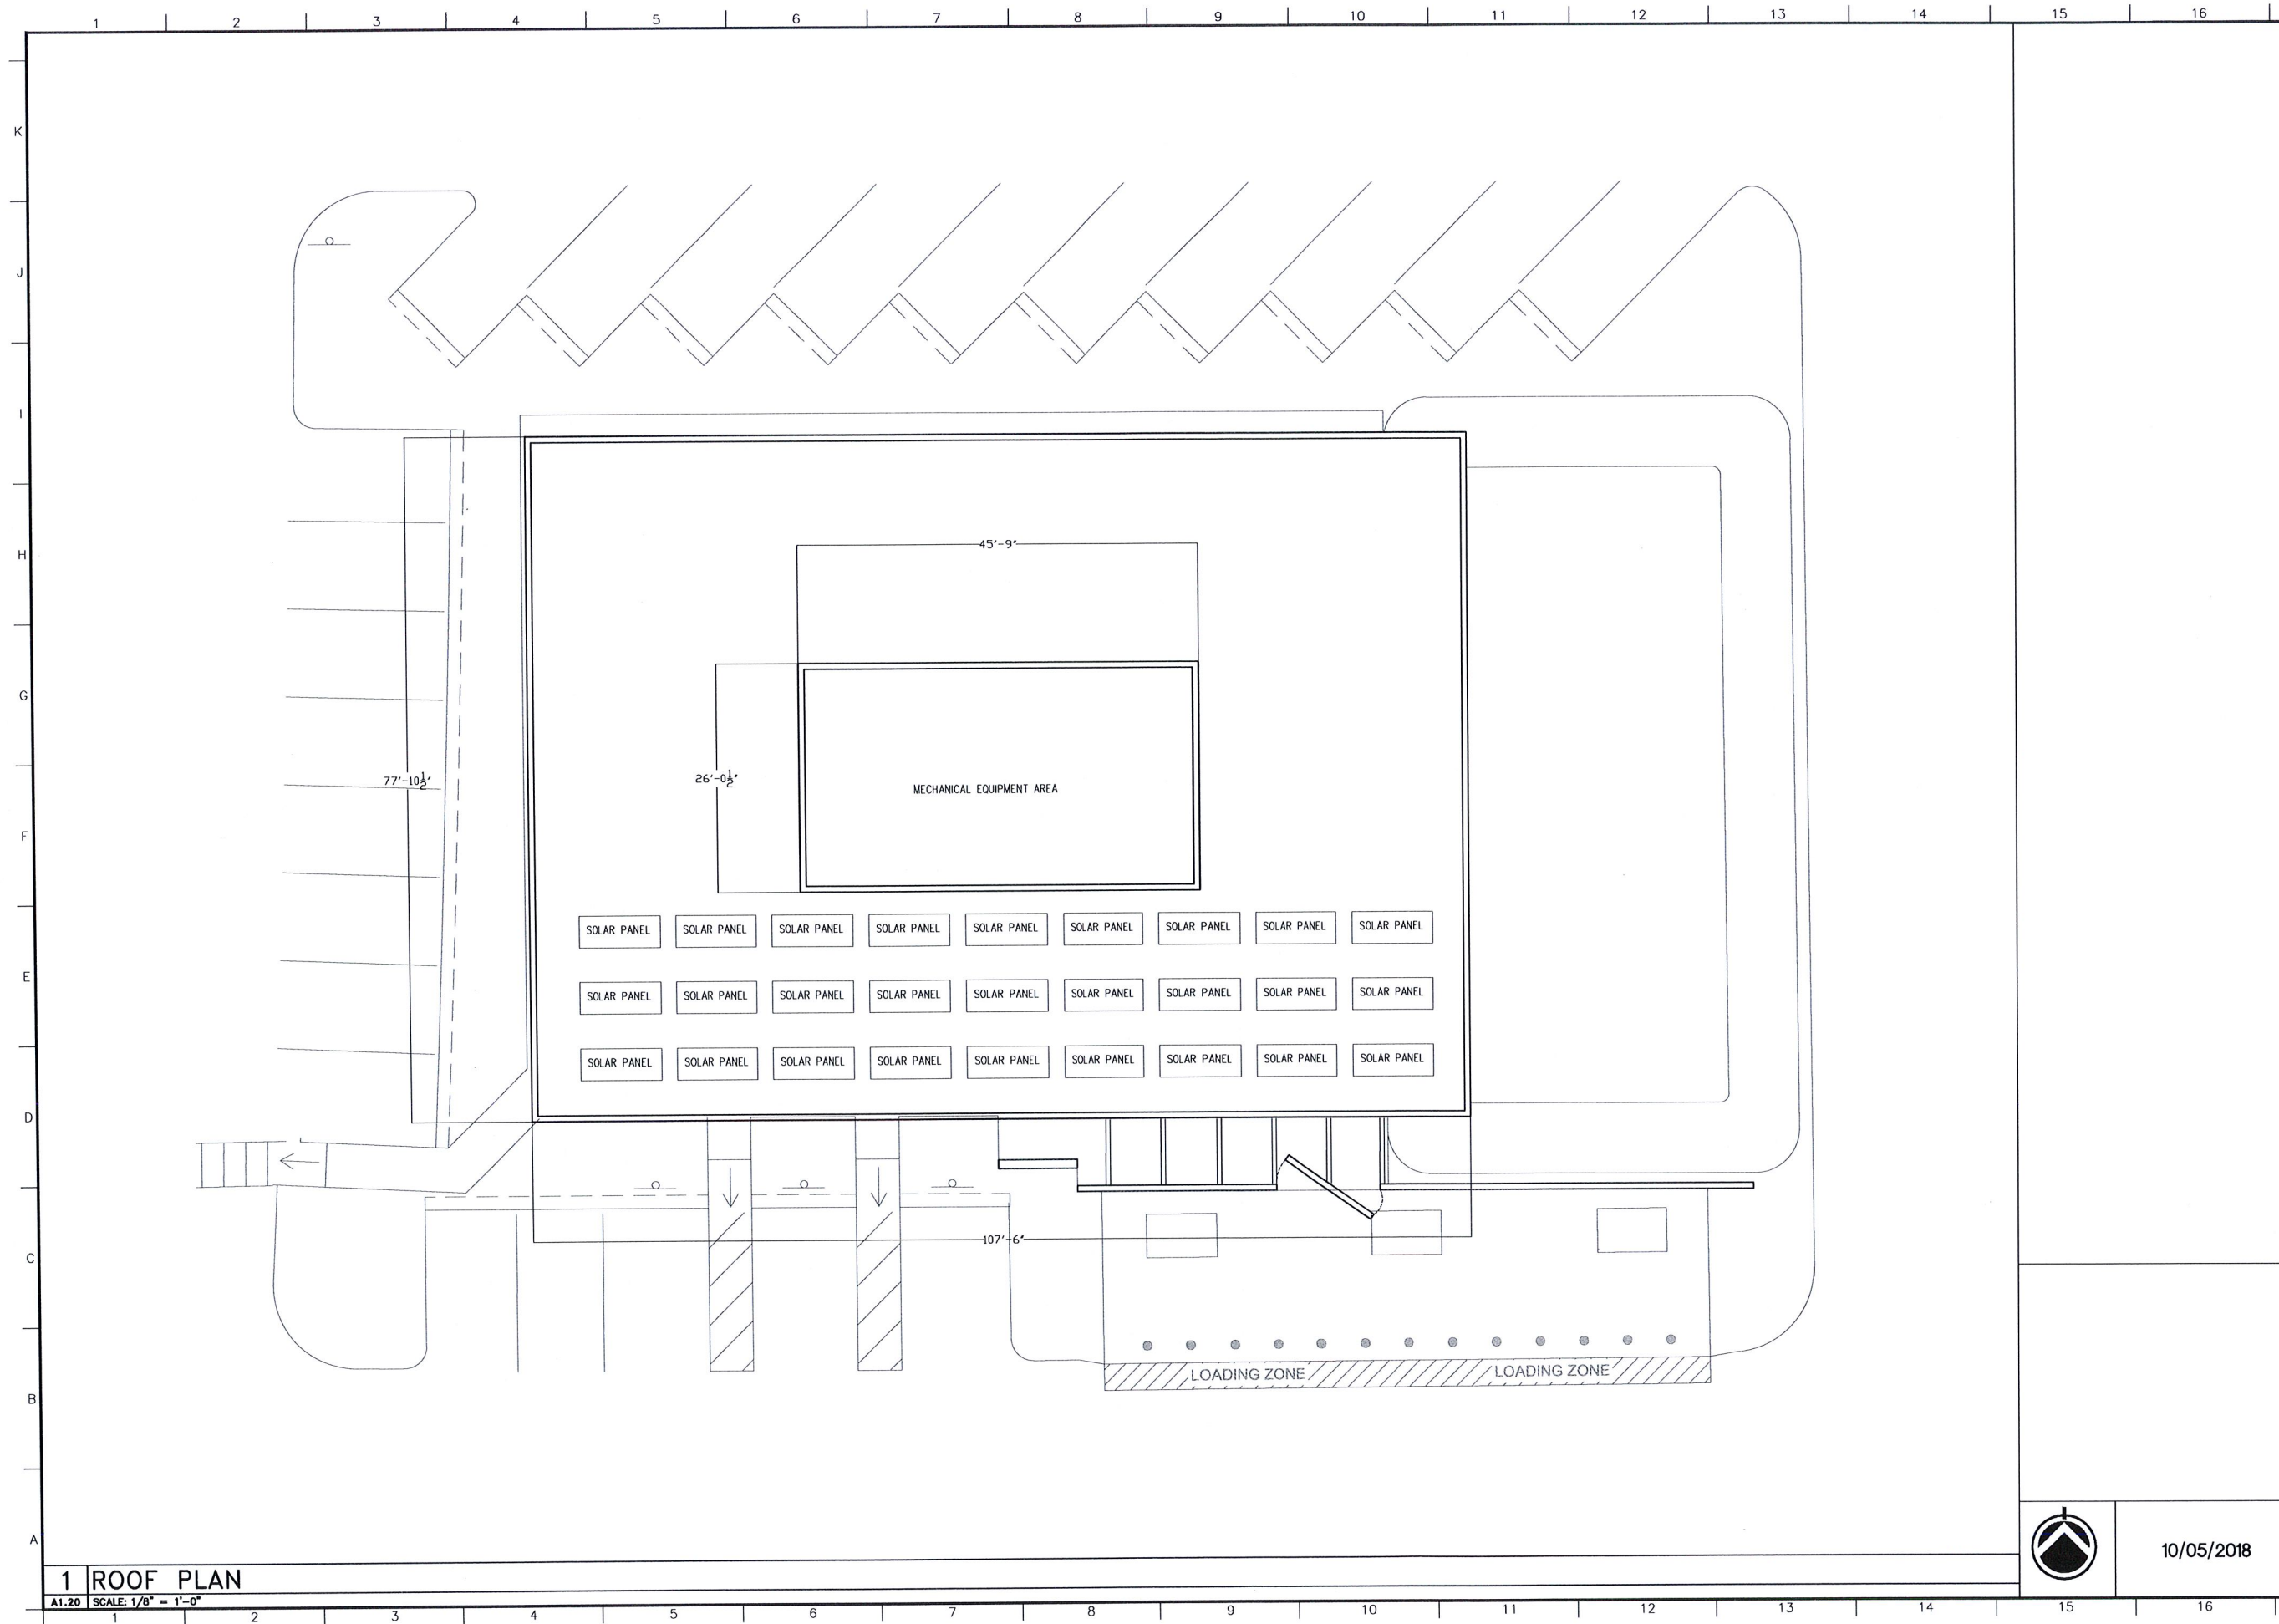 1 2 3 4 5 6 7 8 9 10 11 12 13 14 15 16
K
J
I
H
G
F
E
D
C
B
A
45'-9"
77'-10 1/2"
26'-0 1/2"
MECHANICAL EQUIPMENT AREA
SOLAR PANEL SOLAR PANEL SOLAR PANEL SOLAR PANEL SOLAR PANEL SOLAR PANEL SOLAR PANEL SOLAR PANEL SOLAR PANEL
SOLAR PANEL SOLAR PANEL SOLAR PANEL SOLAR PANEL SOLAR PANEL SOLAR PANEL SOLAR PANEL SOLAR PANEL SOLAR PANEL
SOLAR PANEL SOLAR PANEL SOLAR PANEL SOLAR PANEL SOLAR PANEL SOLAR PANEL SOLAR PANEL SOLAR PANEL SOLAR PANEL
107'-6"
LOADING ZONE LOADING ZONE
10/05/2018
1 ROOF PLAN
A1.20 SCALE: 1/8" = 1'-0"
1 2 3 4 5 6 7 8 9 10 11 12 13 14 15 16